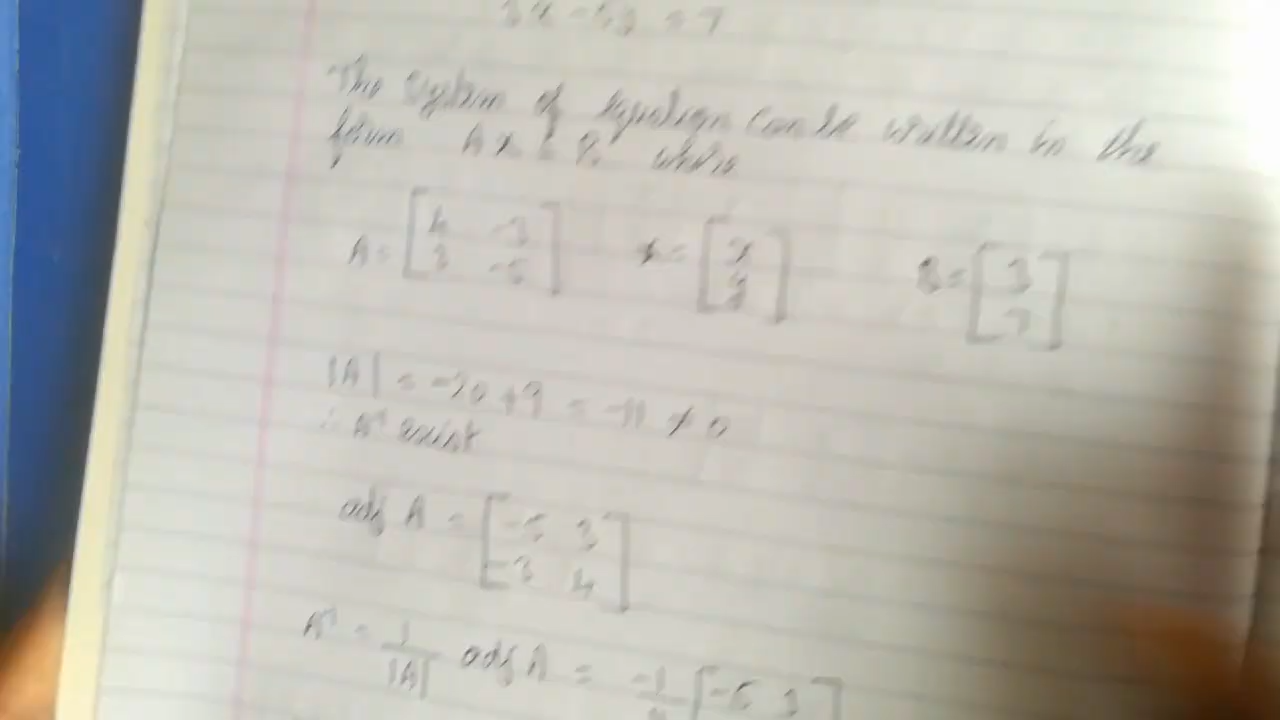 3x - 5y = 7
The system of equation can be written in the
form AX = B where
A = [4 -3; 3 -5] X = [x; y] B = [3; 7]
|A| = -20 + 9 = -11 ≠ 0
∴ A⁻¹ exist
adj A = [-5 3; -3 4]
A⁻¹ = 1/|A| adj A = -1/11 [-5 3]